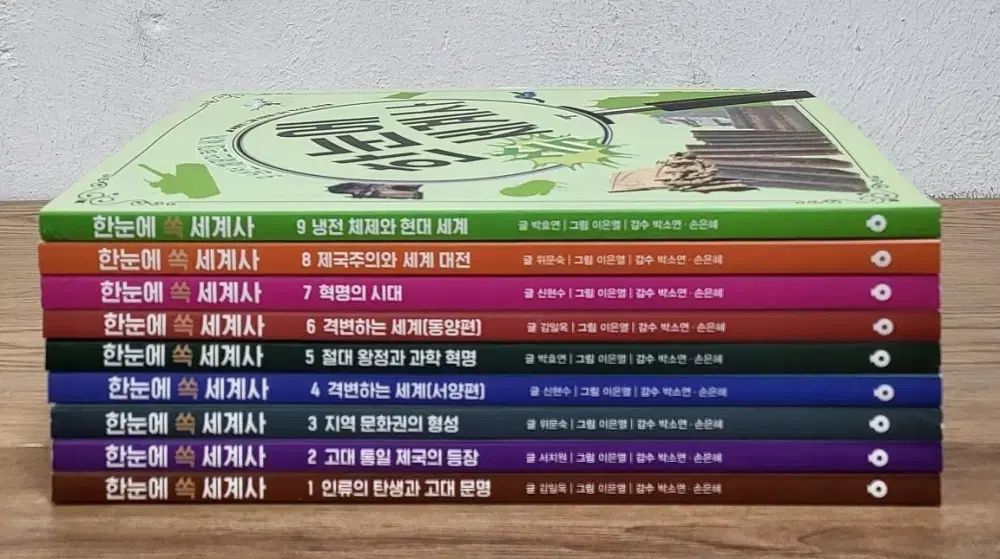 한눈에 쏙 세계사
한눈에 쏙 세계사 9 냉전 체제와 현대 세계 글 박효연 | 그림 이은열 | 감수 박소연·손은혜
한눈에 쏙 세계사 8 제국주의와 세계 대전 글 위문숙 | 그림 이은열 | 감수 박소연·손은혜
한눈에 쏙 세계사 7 혁명의 시대 글 신현수 | 그림 이은열 | 감수 박소연·손은혜
한눈에 쏙 세계사 6 격변하는 세계(동양편) 글 김일옥 | 그림 이은열 | 감수 박소연·손은혜
한눈에 쏙 세계사 5 절대 왕정과 과학 혁명 글 박효연 | 그림 이은열 | 감수 박소연·손은혜
한눈에 쏙 세계사 4 격변하는 세계(서양편) 글 신현수 | 그림 이은열 | 감수 박소연·손은혜
한눈에 쏙 세계사 3 지역 문화권의 형성 글 위문숙 | 그림 이은열 | 감수 박소연·손은혜
한눈에 쏙 세계사 2 고대 통일 제국의 등장 글 서지원 | 그림 이은열 | 감수 박소연·손은혜
한눈에 쏙 세계사 1 인류의 탄생과 고대 문명 글 김일옥 | 그림 이은열 | 감수 박소연·손은혜